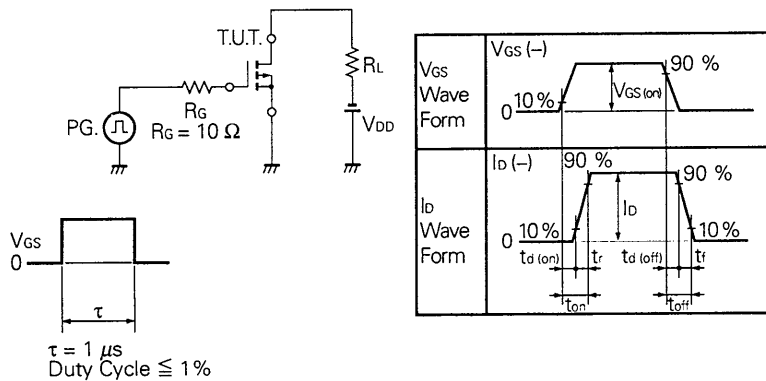 T.U.T.
RL
RG
RG = 10 Ω
PG.
VDD
VGS
0
τ
τ = 1 μs
Duty Cycle ≦ 1%
VGS
Wave
Form
VGS (–)
90 %
10%
VGS (on)
0
ID
Wave
Form
ID (–)
90 %
90 %
ID
10%
10%
0
td (on)
tr
td (off)
tf
ton
toff